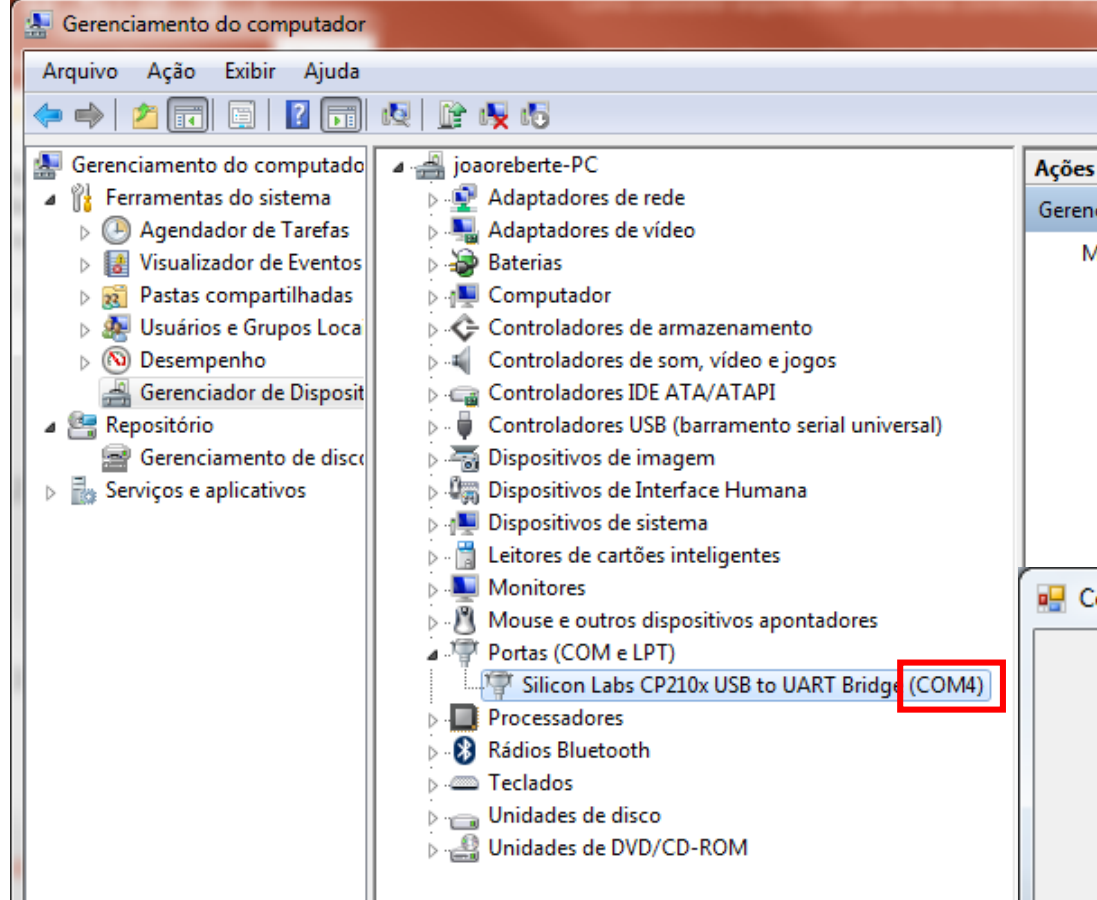 Gerenciamento do computador
Arquivo Ação Exibir Ajuda
Gerenciamento do computado
Ferramentas do sistema
Agendador de Tarefas
Visualizador de Eventos
Pastas compartilhadas
Usuários e Grupos Loca
Desempenho
Gerenciador de Disposit
Repositório
Gerenciamento de disc
Serviços e aplicativos
joaoreberte-PC
Adaptadores de rede
Adaptadores de vídeo
Baterias
Computador
Controladores de armazenamento
Controladores de som, vídeo e jogos
Controladores IDE ATA/ATAPI
Controladores USB (barramento serial universal)
Dispositivos de imagem
Dispositivos de Interface Humana
Dispositivos de sistema
Leitores de cartões inteligentes
Monitores
Mouse e outros dispositivos apontadores
Portas (COM e LPT)
Silicon Labs CP210x USB to UART Bridge (COM4)
Processadores
Rádios Bluetooth
Teclados
Unidades de disco
Unidades de DVD/CD-ROM
Ações
Geren
M